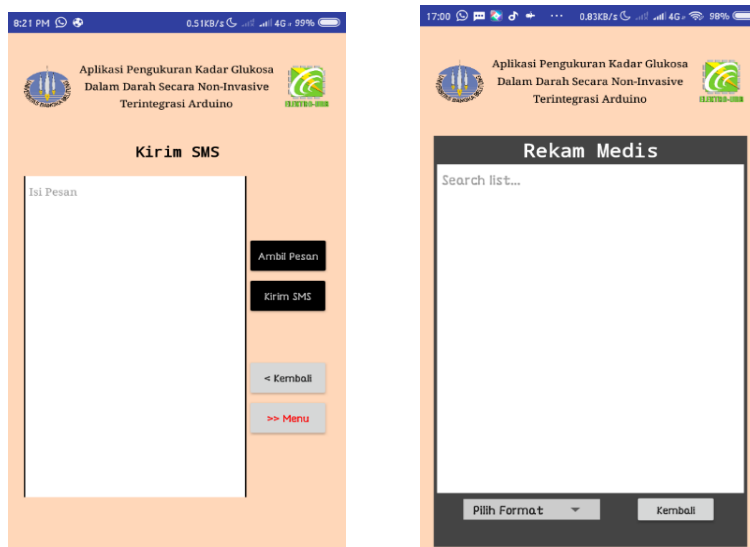 8:21 PM 0.51KB/s 4G 99%
Aplikasi Pengukuran Kadar Glukosa
Dalam Darah Secara Non-Invasive
Terintegrasi Arduino
Kirim SMS
Isi Pesan
Ambil Pesan
Kirim SMS
< Kembali
>> Menu
17:00 ... 0.83KB/s 4G 98%
Aplikasi Pengukuran Kadar Glukosa
Dalam Darah Secara Non-Invasive
Terintegrasi Arduino
Rekam Medis
Search list...
Pilih Format
Kembali